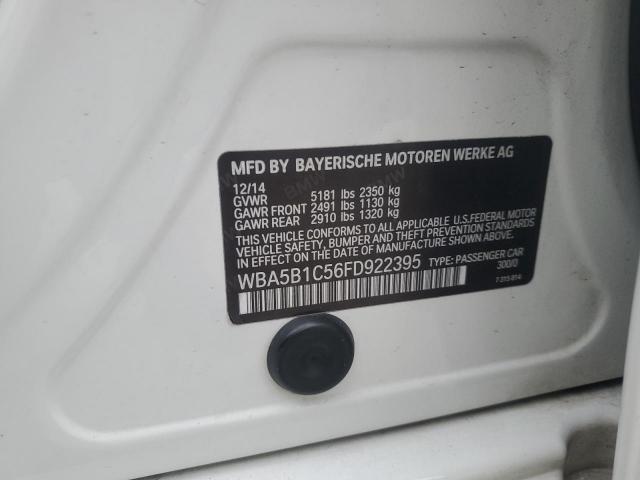 MFD BY BAYERISCHE MOTOREN WERKE AG
12/14
GVWR 5181 lbs 2350 kg
GAWR FRONT 2491 lbs 1130 kg
GAWR REAR 2910 lbs 1320 kg
THIS VEHICLE CONFORMS TO ALL APPLICABLE U.S.FEDERAL MOTOR
VEHICLE SAFETY, BUMPER AND THEFT PREVENTION STANDARDS
IN EFFECT ON THE DATE OF MANUFACTURE SHOWN ABOVE.
WBA5B1C56FD922395 TYPE: PASSENGER CAR
300/0